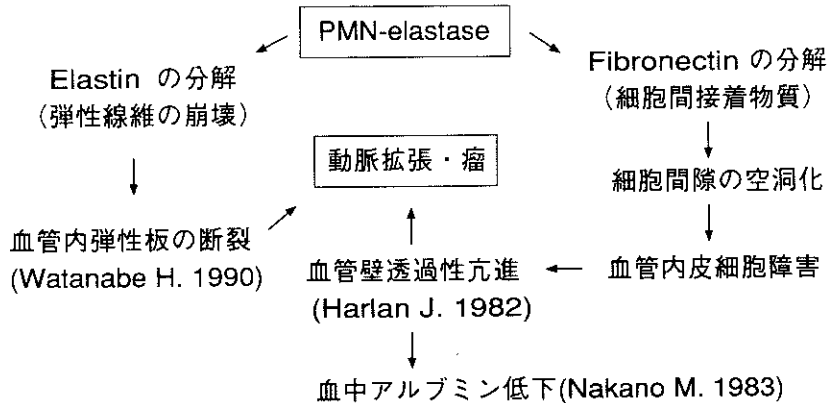 PMN-elastase
Elastin の分解
(弾性線維の崩壊)
Fibronectin の分解
(細胞間接着物質)
動脈拡張・瘤
細胞間隙の空洞化
血管内弾性板の断裂
(Watanabe H. 1990)
血管壁透過性亢進
(Harlan J. 1982)
血管内皮細胞障害
血中アルブミン低下(Nakano M. 1983)